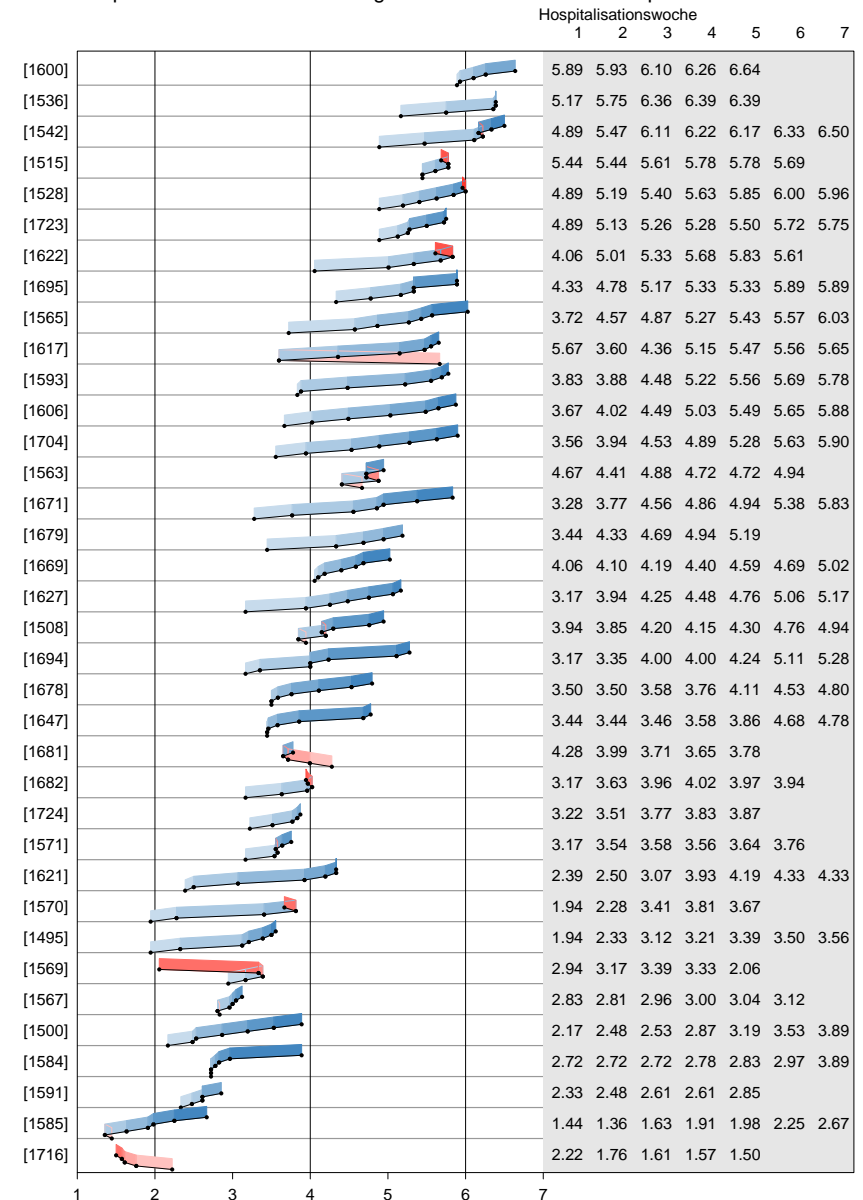 Hospitalisationswoche
1 2 3 4 5 6 7
[1600] 5.89 5.93 6.10 6.26 6.64
[1536] 5.17 5.75 6.36 6.39 6.39
[1542] 4.89 5.47 6.11 6.22 6.17 6.33 6.50
[1515] 5.44 5.44 5.61 5.78 5.78 5.69
[1528] 4.89 5.19 5.40 5.63 5.85 6.00 5.96
[1723] 4.89 5.13 5.26 5.28 5.50 5.72 5.75
[1622] 4.06 5.01 5.33 5.68 5.83 5.61
[1695] 4.33 4.78 5.17 5.33 5.33 5.89 5.89
[1565] 3.72 4.57 4.87 5.27 5.43 5.57 6.03
[1617] 5.67 3.60 4.36 5.15 5.47 5.56 5.65
[1593] 3.83 3.88 4.48 5.22 5.56 5.69 5.78
[1606] 3.67 4.02 4.49 5.03 5.49 5.65 5.88
[1704] 3.56 3.94 4.53 4.89 5.28 5.63 5.90
[1563] 4.67 4.41 4.88 4.72 4.72 4.94
[1671] 3.28 3.77 4.56 4.86 4.94 5.38 5.83
[1679] 3.44 4.33 4.69 4.94 5.19
[1669] 4.06 4.10 4.19 4.40 4.59 4.69 5.02
[1627] 3.17 3.94 4.25 4.48 4.76 5.06 5.17
[1508] 3.94 3.85 4.20 4.15 4.30 4.76 4.94
[1694] 3.17 3.35 4.00 4.00 4.24 5.11 5.28
[1678] 3.50 3.50 3.58 3.76 4.11 4.53 4.80
[1647] 3.44 3.44 3.46 3.58 3.86 4.68 4.78
[1681] 4.28 3.99 3.71 3.65 3.78
[1682] 3.17 3.63 3.96 4.02 3.97 3.94
[1724] 3.22 3.51 3.77 3.83 3.87
[1571] 3.17 3.54 3.58 3.56 3.64 3.76
[1621] 2.39 2.50 3.07 3.93 4.19 4.33 4.33
[1570] 1.94 2.28 3.41 3.81 3.67
[1495] 1.94 2.33 3.12 3.21 3.39 3.50 3.56
[1569] 2.94 3.17 3.39 3.33 2.06
[1567] 2.83 2.81 2.96 3.00 3.04 3.12
[1500] 2.17 2.48 2.53 2.87 3.19 3.53 3.89
[1584] 2.72 2.72 2.72 2.78 2.83 2.97 3.89
[1591] 2.33 2.48 2.61 2.61 2.85
[1585] 1.44 1.36 1.63 1.91 1.98 2.25 2.67
[1716] 2.22 1.76 1.61 1.57 1.50
1 2 3 4 5 6 7